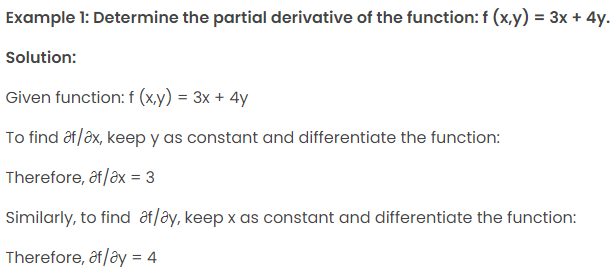 Example 1: Determine the partial derivative of the function: f (x,y) = 3x + 4y.
Solution:
Given function: f (x,y) = 3x + 4y
To find ∂f/∂x, keep y as constant and differentiate the function:
Therefore, ∂f/∂x = 3
Similarly, to find ∂f/∂y, keep x as constant and differentiate the function:
Therefore, ∂f/∂y = 4